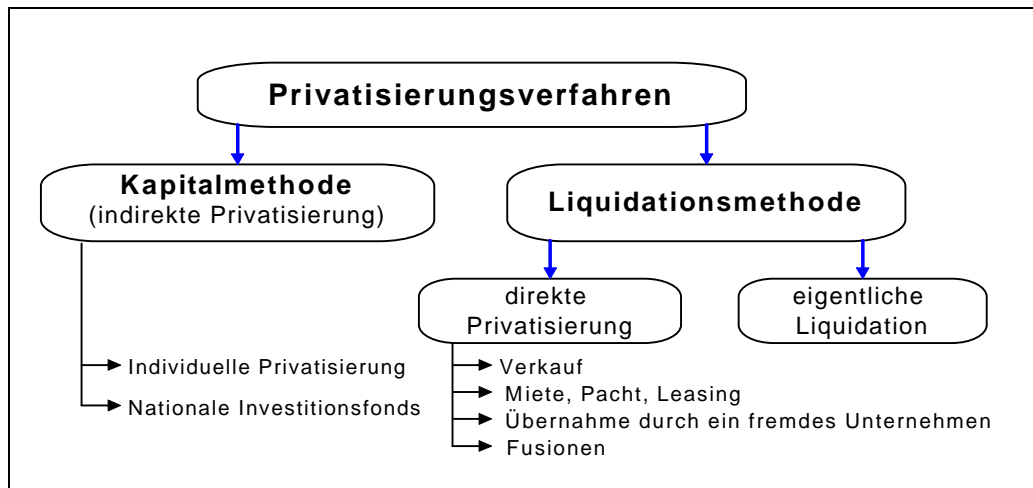 Privatisierungsverfahren
Kapitalmethode
(indirekte Privatisierung)
Liquidationsmethode
direkte
Privatisierung
eigentliche
Liquidation
Individuelle Privatisierung
Nationale Investitionsfonds
Verkauf
Miete, Pacht, Leasing
Übernahme durch ein fremdes Unternehmen
Fusionen